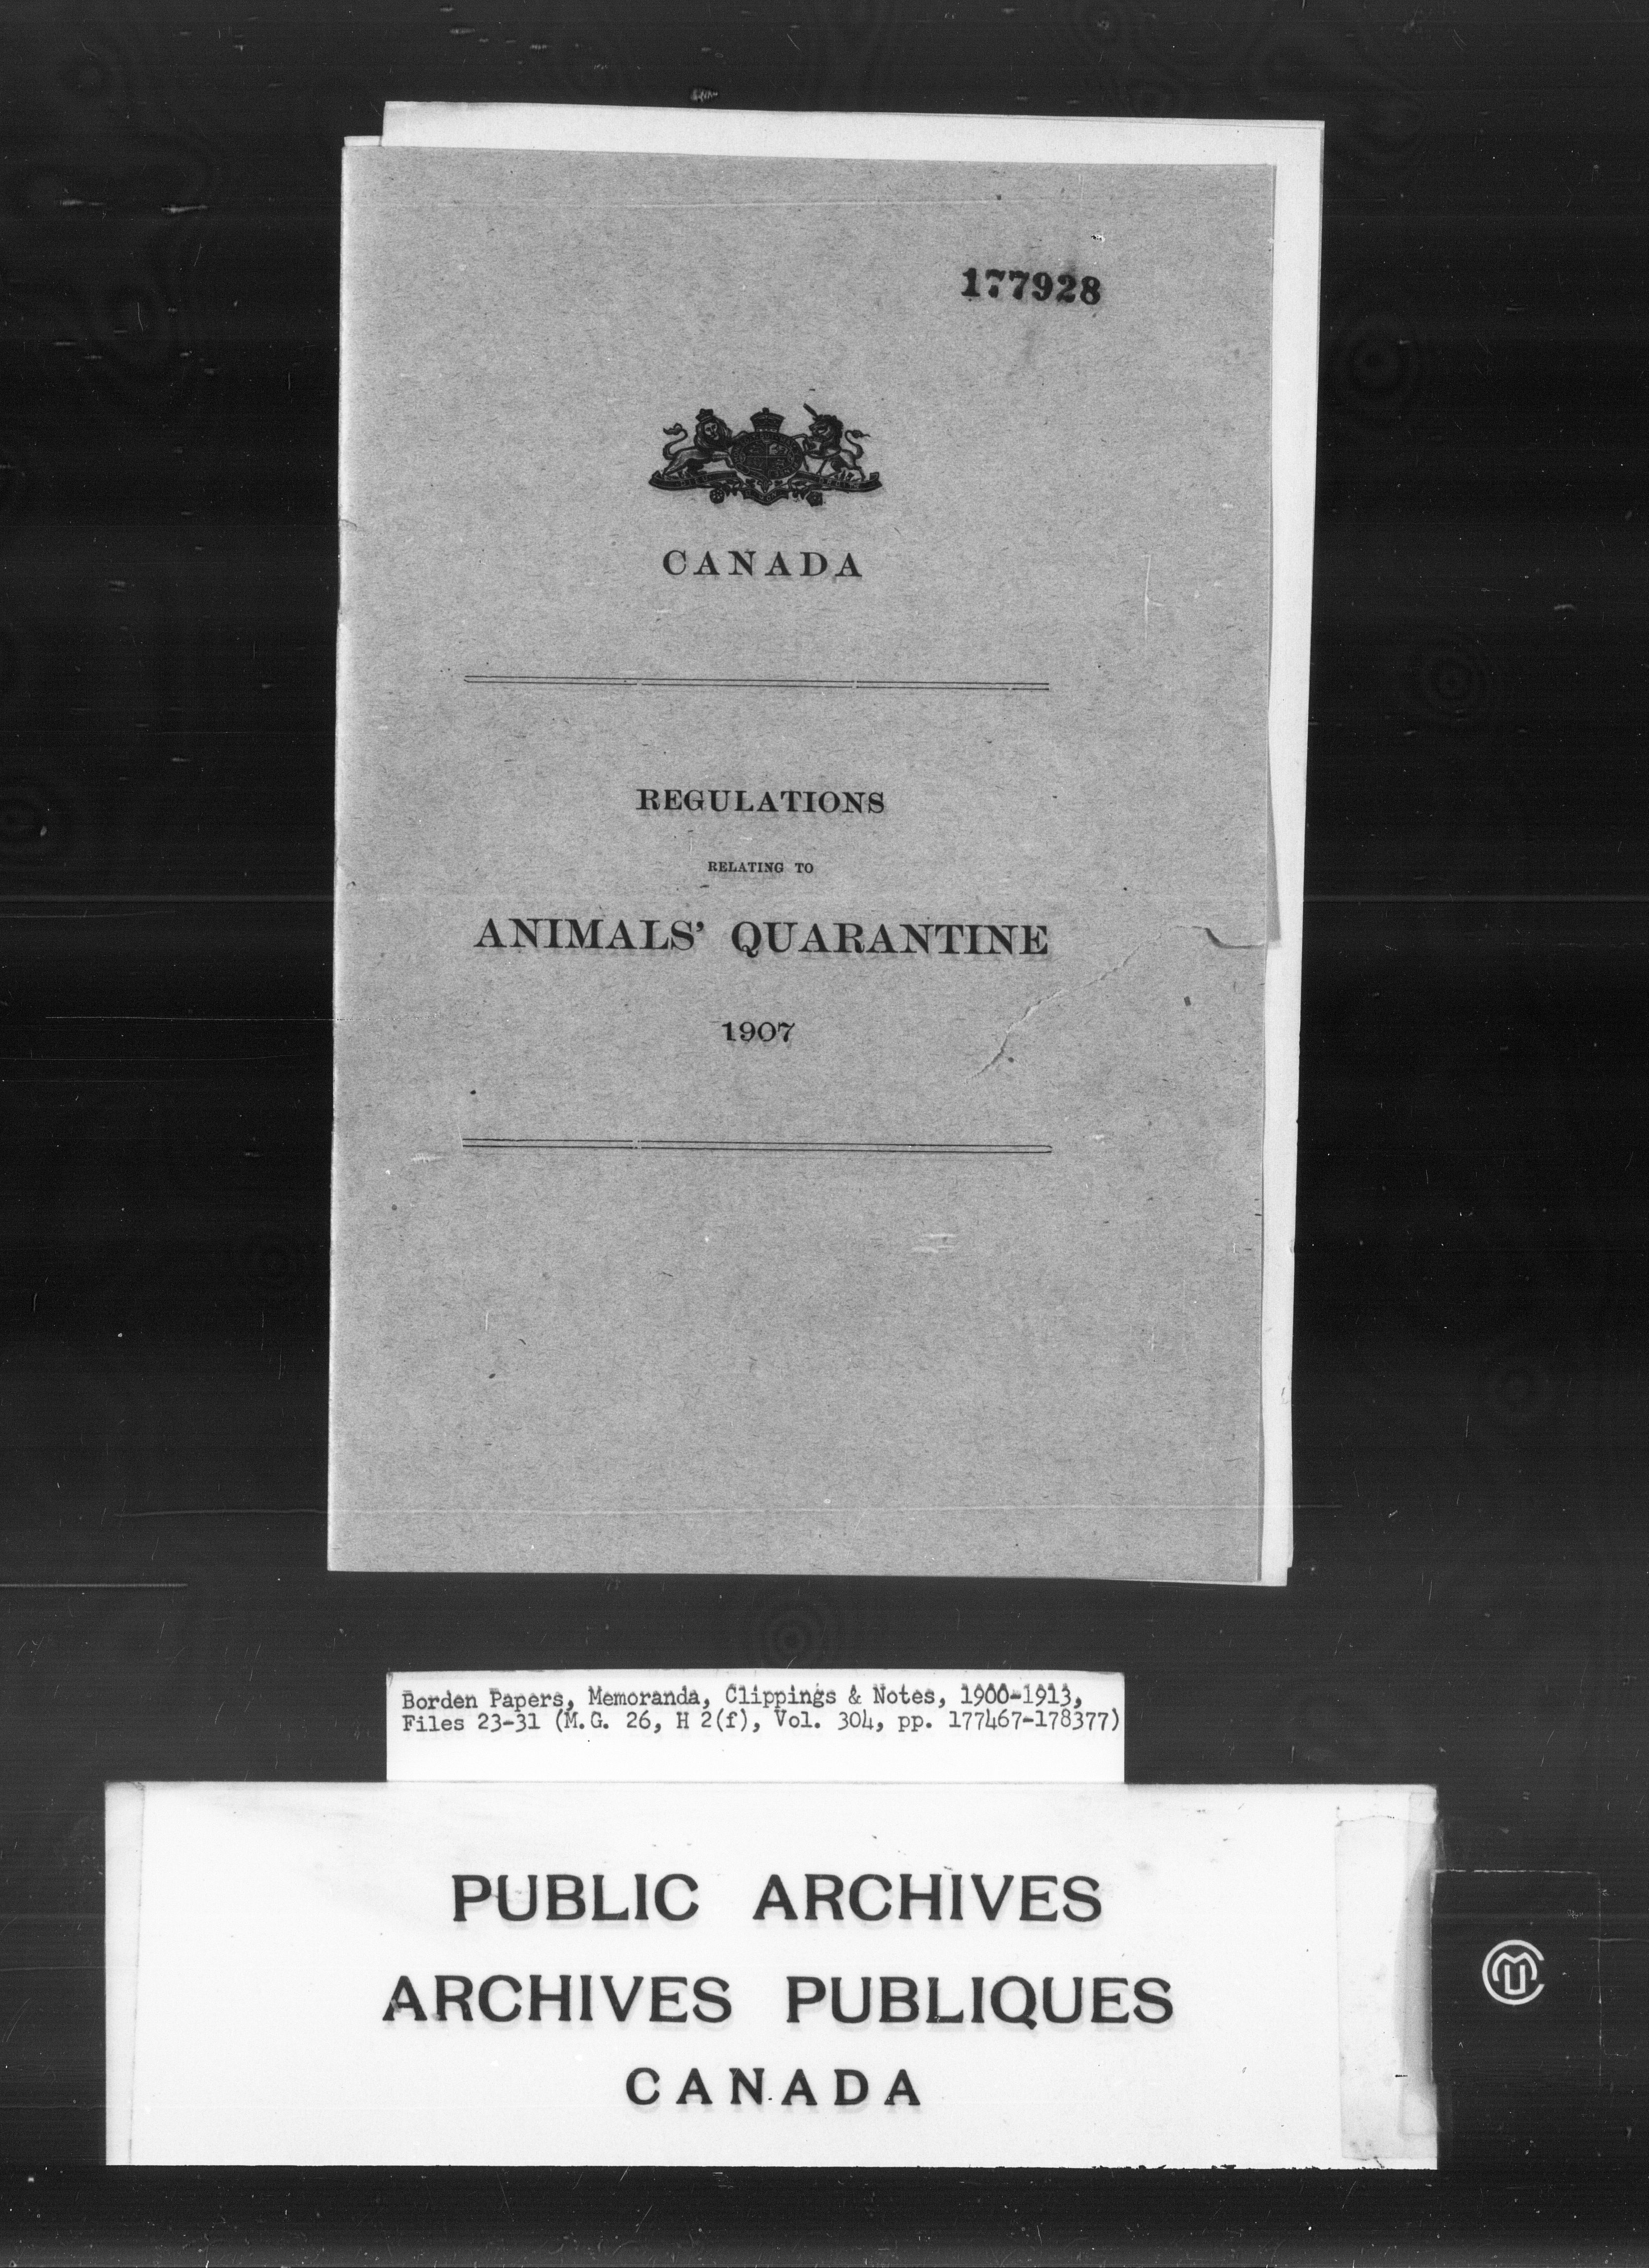 177928
CANADA
REGULATIONS
RELATING TO
ANIMALS' QUARANTINE
1907
Borden Papers, Memoranda, Clippings & Notes, 1900-1913,
Files 23-31 (M.G. 26, H 2(f), Vol. 304, pp. 177467-178377)
PUBLIC ARCHIVES
ARCHIVES PUBLIQUES
CANADA